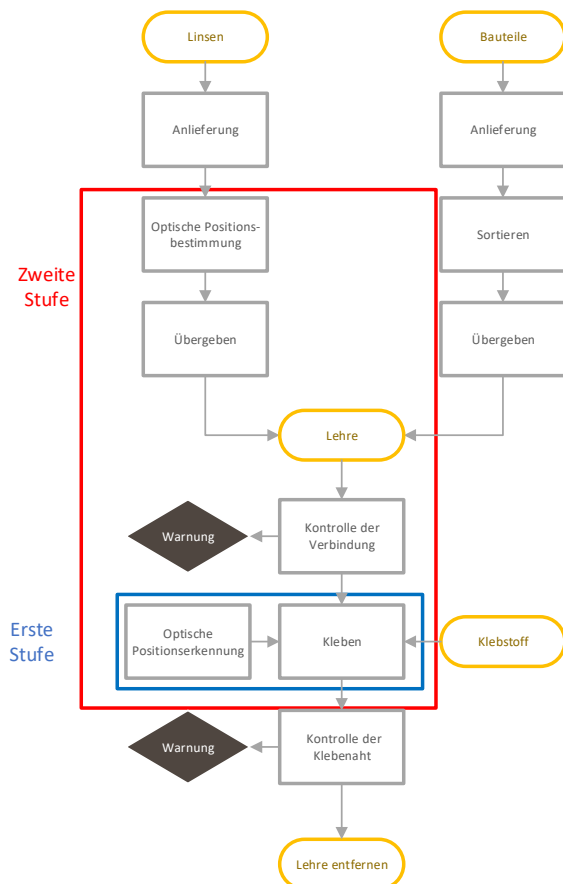 Linsen
Bauteile
Anlieferung
Anlieferung
Optische Positions-
bestimmung
Sortieren
Zweite
Stufe
Übergeben
Übergeben
Lehre
Warnung
Kontrolle der
Verbindung
Erste
Stufe
Optische
Positionserkennung
Kleben
Klebstoff
Warnung
Kontrolle der
Klebenaht
Lehre entfernen